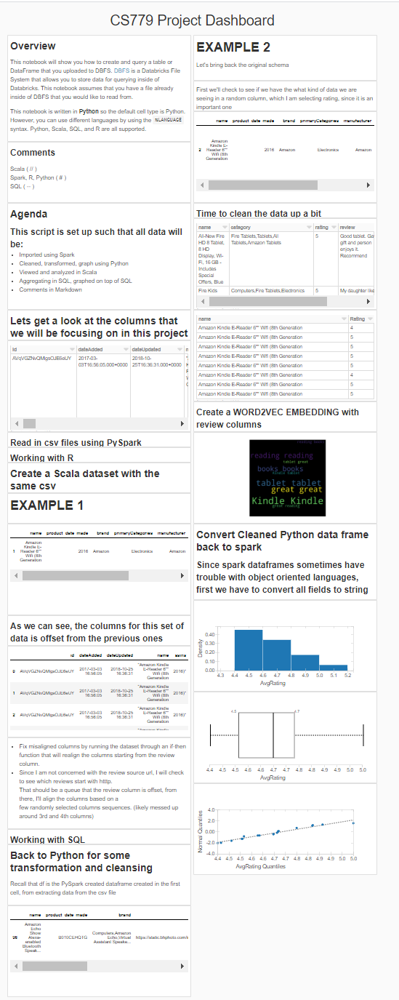 CS779 Project Dashboard
Overview
This notebook will show you how to create and query a table or
DataFrame that you uploaded to DBFS. DBFS is a Databricks File
System that allows you to store data for querying inside of
Databricks. This notebook assumes that you have a file already
inside of DBFS that you would like to read from.
This notebook is written in Python so the default cell type is Python.
However, you can use different languages by using the %LANGUAGE
syntax. Python, Scala, SQL, and R are all supported.
Comments
Scala ( // )
Spark, R, Python ( # )
SQL ( -- )
Agenda
This script is set up such that all data will
be:
Imported using Spark
Cleaned, transformed, graph using Python
Viewed and analyzed in Scala
Aggregating in SQL, graphed on top of SQL
Comments in Markdown
Lets get a look at the columns that
we will be focusing on in this project
id dateAdded dateUpdated
AVqVGZNvQMlgsOJE6eUY 2017-03- 2018-10-
03T16:56:05.000+0000 25T16:36:31.000+0000
Read in csv files using PySpark
Working with R
Create a Scala dataset with the
same csv
EXAMPLE 1
name product date made brand primaryCategories manufacturer
1 Amazon Kindle E-Reader 6"" Wifi (8th Generation 2016 Amazon Electronics Amazon
As we can see, the columns for this set of
data is offset from the previous ones
id dateAdded dateUpdated name asins
0 AVqVGZNvQMlgsOJE6eUY 2017-03-03 16:56:05 2018-10-25 16:36:31 "Amazon Kindle E-Reader 6"" Wifi (8th Generation 2016)"
1 AVqVGZNvQMlgsOJE6eUY 2017-03-03 16:56:05 2018-10-25 16:36:31 "Amazon Kindle E-Reader 6"" Wifi (8th Generation 2016)"
2 AVqVGZNvQMlgsOJE6eUY 2017-03-03 16:56:05 2018-10-25 16:36:31 "Amazon Kindle E-Reader 6"" Wifi (8th Generation 2016)"
"Amazon Kindle
Fix misaligned columns by running the dataset through an if-then
function that will realign the columns starting from the review
column.
Since I am not concerned with the review source url, I will check
to see which reviews start with htttp.
That should be a queue that the review column is offset, from
there, I'll align the columns based on a
few randomly selected columns sequences. (likely messed up
around 3rd and 4th columns)
Working with SQL
Back to Python for some
transformation and cleansing
Recall that df is the PySpark created dataframe created in the first
cell, from extracting data from the csv file
name product date made brand
96 Amazon Echo Show Alexa-enabled Bluetooth Speak... B010CEHQTG Computers,Amazon Echo,Virtual Assistant Speake... https://static.bhphoto.com/
EXAMPLE 2
Let's bring back the original schema
First we'll check to see if we have the what kind of data we are
seeing in a random column, which I am selecting rating, since it is an
important one
name product date made brand primaryCategories manufacturer
2 Amazon Kindle E-Reader 6"" Wifi (8th Generation 2016 Amazon Electronics Amazon
Time to clean the data up a bit
name category rating review
All-New Fire HD 8 Tablet, 8 HD Display, Wi-Fi, 16 GB - Includes Special Offers, Blue Fire Tablets,Tablets,All Tablets,Amazon Tablets 5 Good tablet. Ga gift and person enjoys it. Recommend
Fire Kids Computers,Fire Tablets,Electronics 5 My daughter like
name Rating
Amazon Kindle E-Reader 6"" Wifi (8th Generation 4
Amazon Kindle E-Reader 6"" Wifi (8th Generation 5
Amazon Kindle E-Reader 6"" Wifi (8th Generation 5
Amazon Kindle E-Reader 6"" Wifi (8th Generation 5
Amazon Kindle E-Reader 6"" Wifi (8th Generation 5
Amazon Kindle E-Reader 6"" Wifi (8th Generation 4
Amazon Kindle E-Reader 6"" Wifi (8th Generation 5
Amazon Kindle E-Reader 6"" Wifi (8th Generation 5
Create a WORD2VEC EMBEDDING with
review columns
reading books
reading reading
tablet great
books books
kindle tablet
tablet tablet
great great
Kindle Kindle
great reading
Convert Cleaned Python data frame
back to spark
Since spark dataframes sometimes have
trouble with object oriented languages,
first we have to convert all fields to string
Density
0.40
0.30
0.20
0.10
0.00
4.3 4.4 4.5 4.6 4.7 4.8 4.9 5.0 5.1 5.2
AvgRating
4.5 4.7
4.4 4.5 4.5 4.6 4.6 4.7 4.8 4.8 4.9 4.9 5.0 5.0
AvgRating
Normal Quantiles
4.0
2.0
0.00
-2.0
-4.0
4.4 4.5 4.5 4.6 4.6 4.7 4.8 4.8 4.9 4.9 5.0 5.0
AvgRating Quantiles